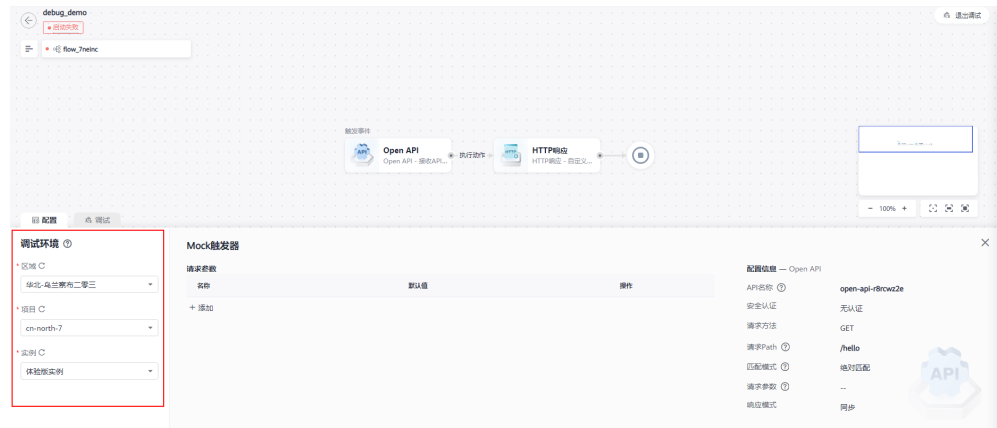 debug_demo
启动失败
退出调试
flow_7neinc
触发事件
Open API
Open API - 接收API...
执行动作
HTTP响应
HTTP响应 - 自定义...
- 100% +
配置
调试
调试环境
* 区域
华北-乌兰察布二零三
* 项目
cn-north-7
* 实例
体验版实例
Mock触发器
请求参数
名称 默认值 操作
+ 添加
配置信息 — Open API
API名称 open-api-r8rcwz2e
安全认证 无认证
请求方法 GET
请求Path /hello
匹配模式 绝对匹配
请求参数 --
响应模式 同步
API